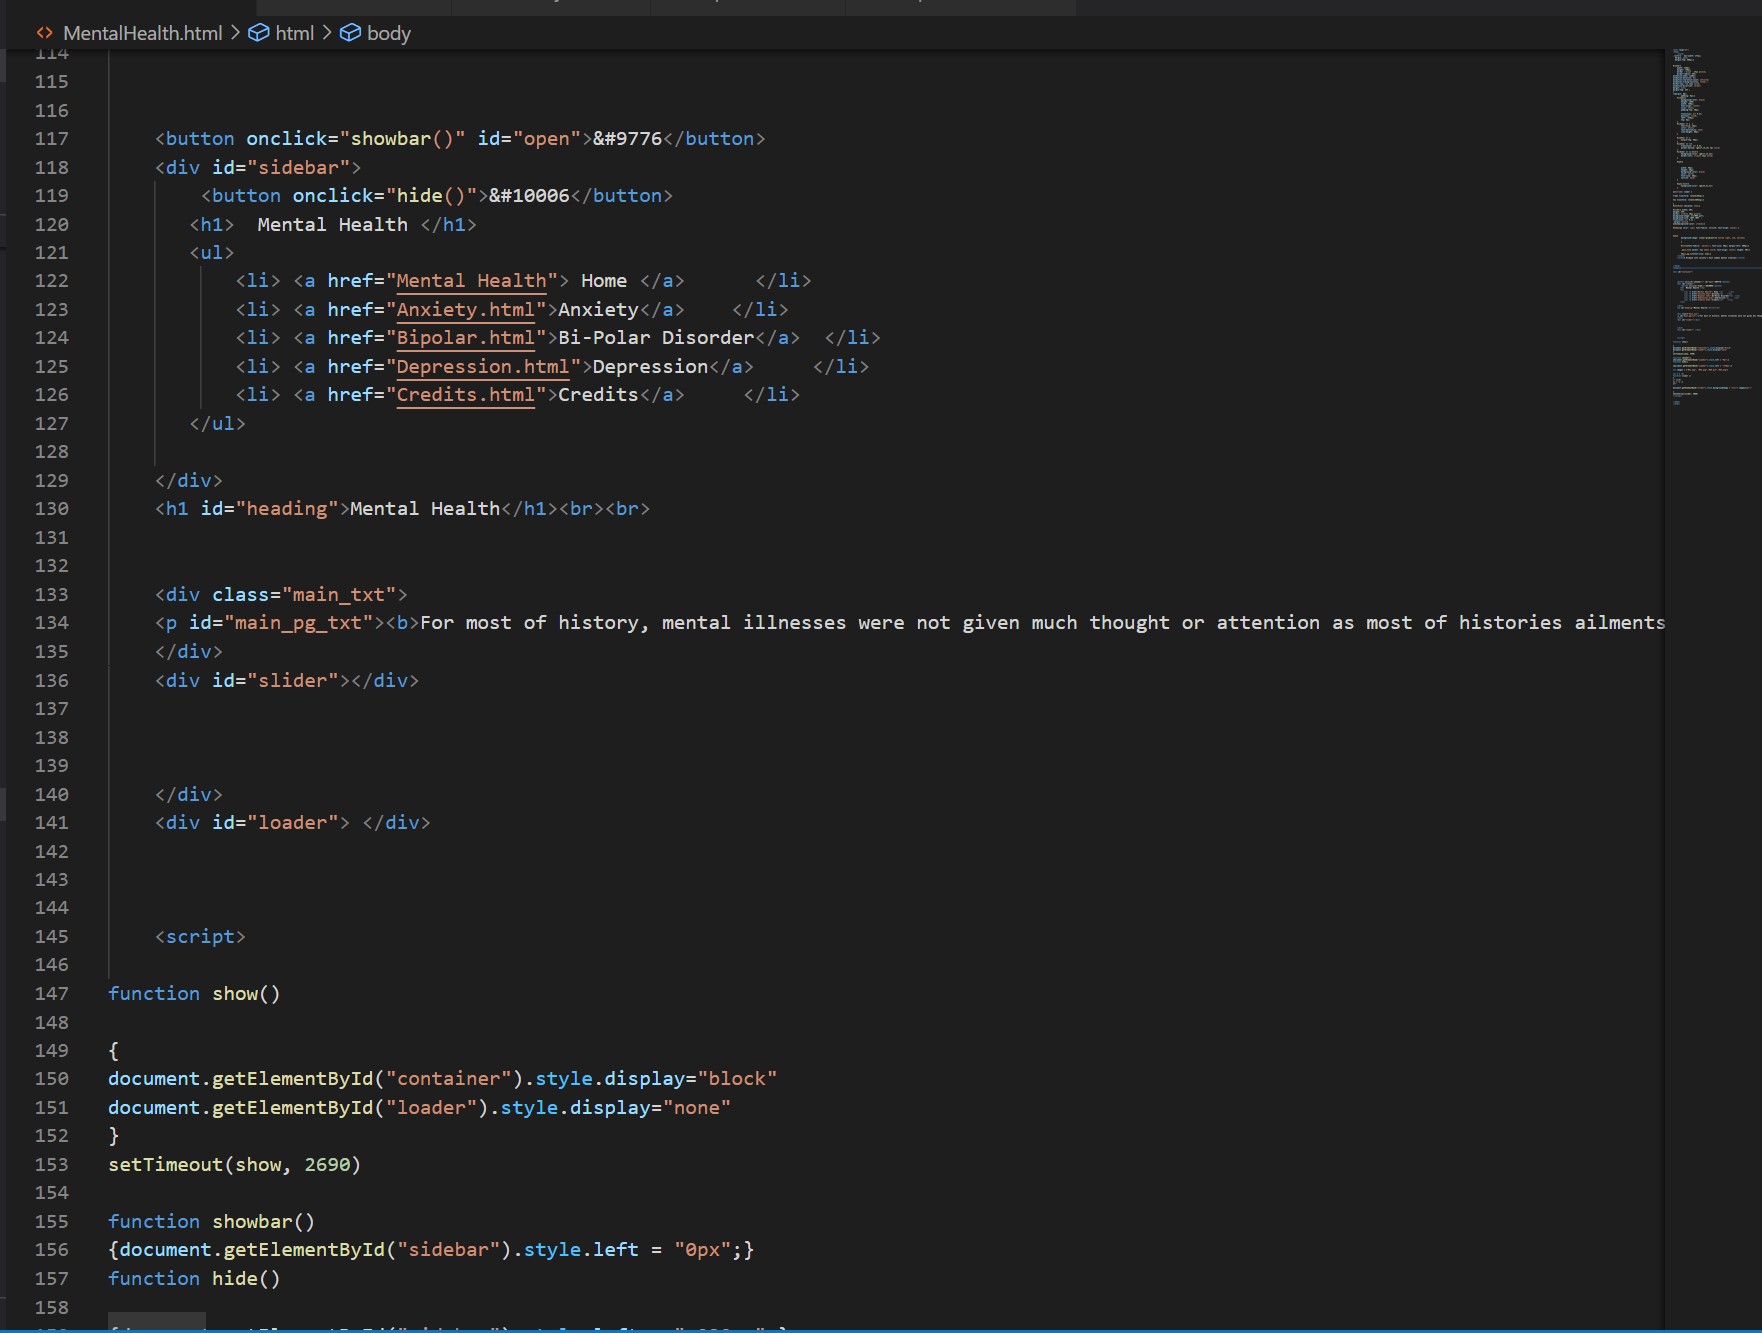 MentalHealth.html > html > body
114
115
116
117 <button onclick="showbar()" id="open">&#9776</button>
118 <div id="sidebar">
119 <button onclick="hide()">&#10006</button>
120 <h1>  Mental Health </h1>
121 <ul>
122 <li> <a href="Mental Health"> Home </a>      </li>
123 <li> <a href="Anxiety.html">Anxiety</a>    </li>
124 <li> <a href="Bipolar.html">Bi-Polar Disorder</a>  </li>
125 <li> <a href="Depression.html">Depression</a>     </li>
126 <li> <a href="Credits.html">Credits</a>     </li>
127 </ul>
128
129 </div>
130 <h1 id="heading">Mental Health</h1><br><br>
131
132
133 <div class="main_txt">
134 <p id="main_pg_txt"><b>For most of history, mental illnesses were not given much thought or attention as most of histories ailments
135 </div>
136 <div id="slider"></div>
137
138
139
140 </div>
141 <div id="loader"> </div>
142
143
144
145 <script>
146
147 function show()
148
149 {
150 document.getElementById("container").style.display="block"
151 document.getElementById("loader").style.display="none"
152 }
153 setTimeout(show, 2690)
154
155 function showbar()
156 {document.getElementById("sidebar").style.left = "0px";}
157 function hide()
158